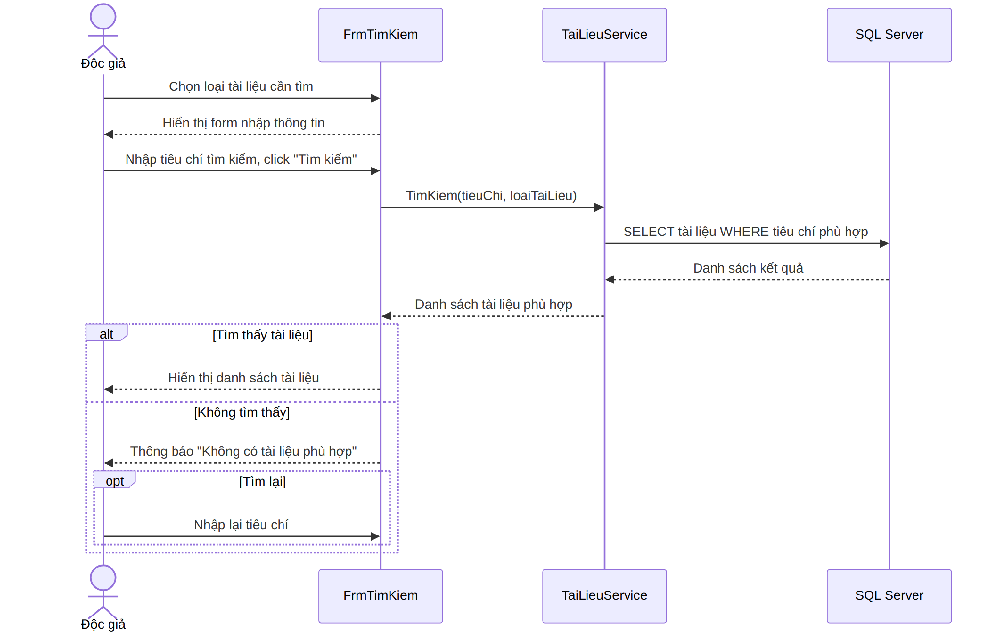 FrmTimKiem
TaiLieuService
SQL Server
Độc giả
Chọn loại tài liệu cần tìm
Hiển thị form nhập thông tin
Nhập tiêu chí tìm kiếm, click "Tìm kiếm"
TimKiem(tieuChi, loaiTaiLieu)
SELECT tài liệu WHERE tiêu chí phù hợp
Danh sách kết quả
Danh sách tài liệu phù hợp
alt
[Tìm thấy tài liệu]
Hiển thị danh sách tài liệu
[Không tìm thấy]
Thông báo "Không có tài liệu phù hợp"
opt
[Tìm lại]
Nhập lại tiêu chí
FrmTimKiem
TaiLieuService
SQL Server
Độc giả